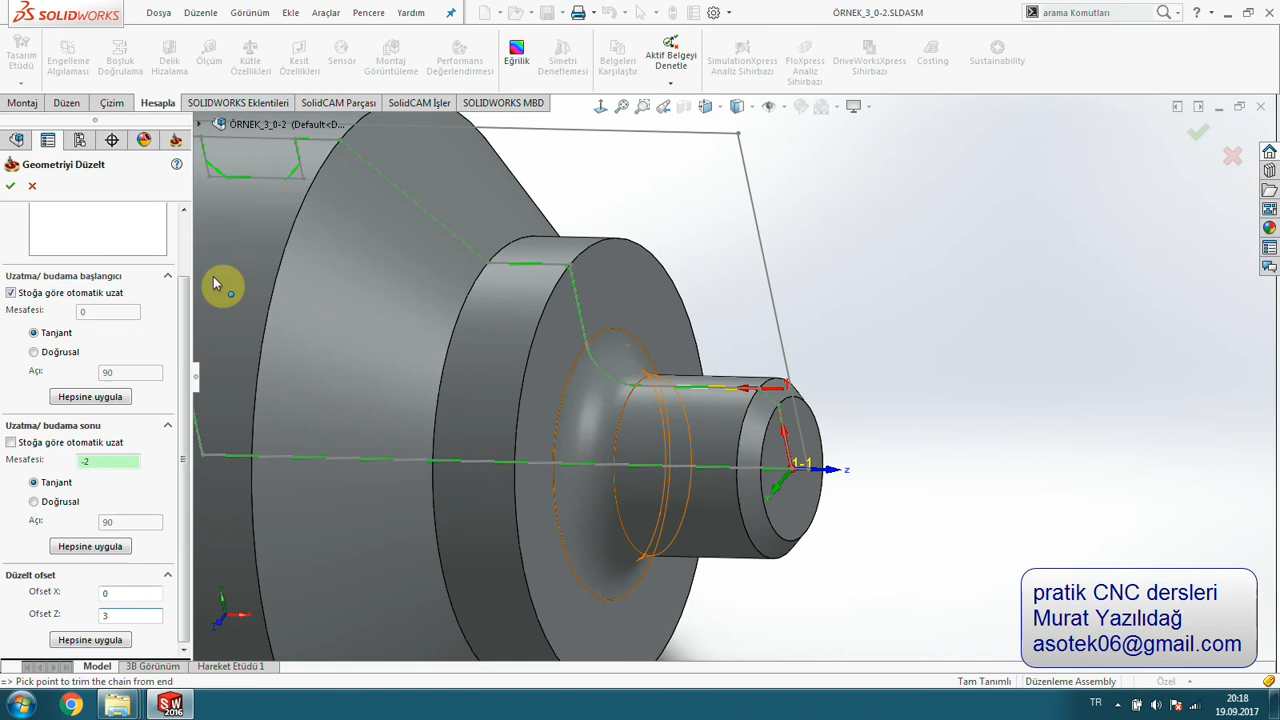 SOLIDWORKS
Dosya Düzenle Görünüm Ekle Araçlar Pencere Yardım
ÖRNEK_3_0-2.SLDASM
arama Komutları
Tasarım
Etüdü
Engelleme
Algılaması
Boşluk
Doğrulama
Delik
Hizalama
Ölçüm
Kütle
Özellikleri
Kesit
Özellikleri
Sensör
Montaj
Görüntüleme
Performans
Değerlendirmesi
Eğrilik
Simetri
Denetlemesi
Belgeleri
Karşılaştır
Aktif Belgeyi
Denetle
SimulationXpress
Analiz Sihirbazı
FloXpress
Analiz
Sihirbazı
DriveWorksXpress
Sihirbazı
Costing
Sustainability
Montaj Düzen Çizim Hesapla SOLIDWORKS Eklentileri SolidCAM Parçası SolidCAM İşler SOLIDWORKS MBD
ÖRNEK_3_0-2 (Default<D...
Geometriyi Düzelt
Uzatma/ budama başlangıcı
Stoğa göre otomatik uzat
Mesafesi: 0
Tanjant
Doğrusal
Açı: 90
Hepsine uygula
Uzatma/ budama sonu
Stoğa göre otomatik uzat
Mesafesi: -2
Tanjant
Doğrusal
Açı: 90
Hepsine uygula
Düzelt ofset
Ofset X: 0
Ofset Z: 3
Hepsine uygula
1-1
z
pratik CNC dersleri
Murat Yazılıdağ
asotek06@gmail.com
Model 3B Görünüm Hareket Etüdü 1
=> Pick point to trim the chain from end
Tam Tanımlı Düzenleme Assembly Özel
SW
2016
TR
20:18
19.09.2017